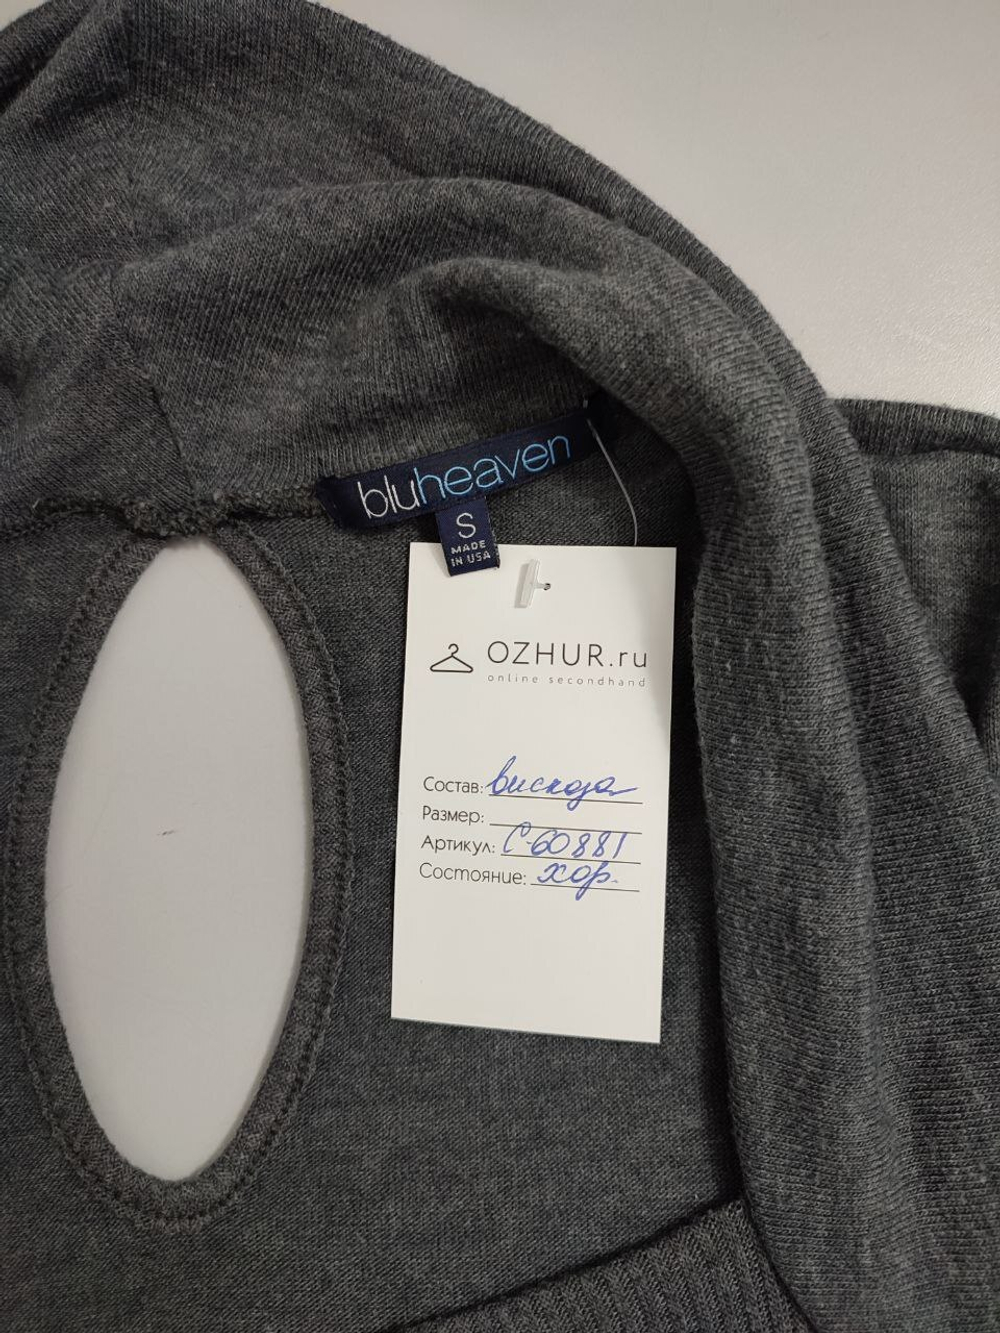 bluheaven
S
MADE
IN USA
OZHUR.ru
online secondhand
Состав: вискоза
Размер:
Артикул: С-60881
Состояние: хор.